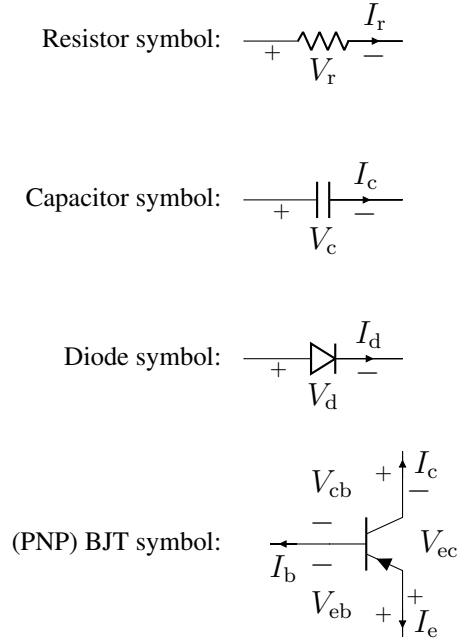 Resistor symbol: + V_r I_r −
Capacitor symbol: + V_c I_c −
Diode symbol: + V_d I_d −
V_cb + I_c −
(PNP) BJT symbol: − V_ec
I_b −
V_eb + + I_e